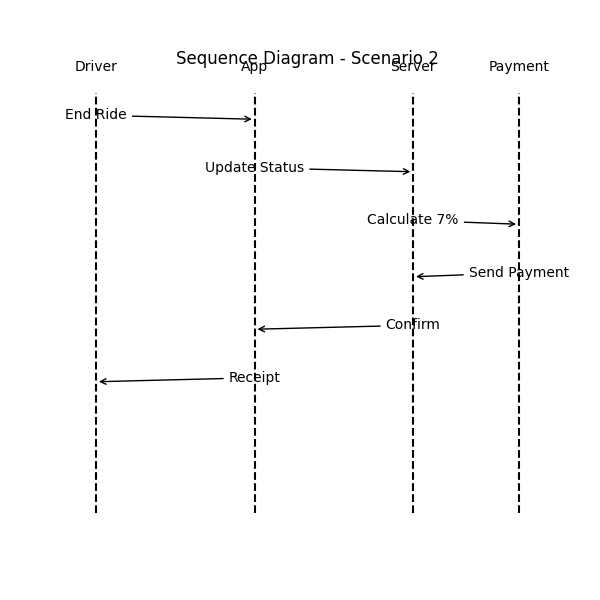 Sequence Diagram - Scenario 2
Driver
App
Server
Payment
End Ride
Update Status
Calculate 7%
Send Payment
Confirm
Receipt